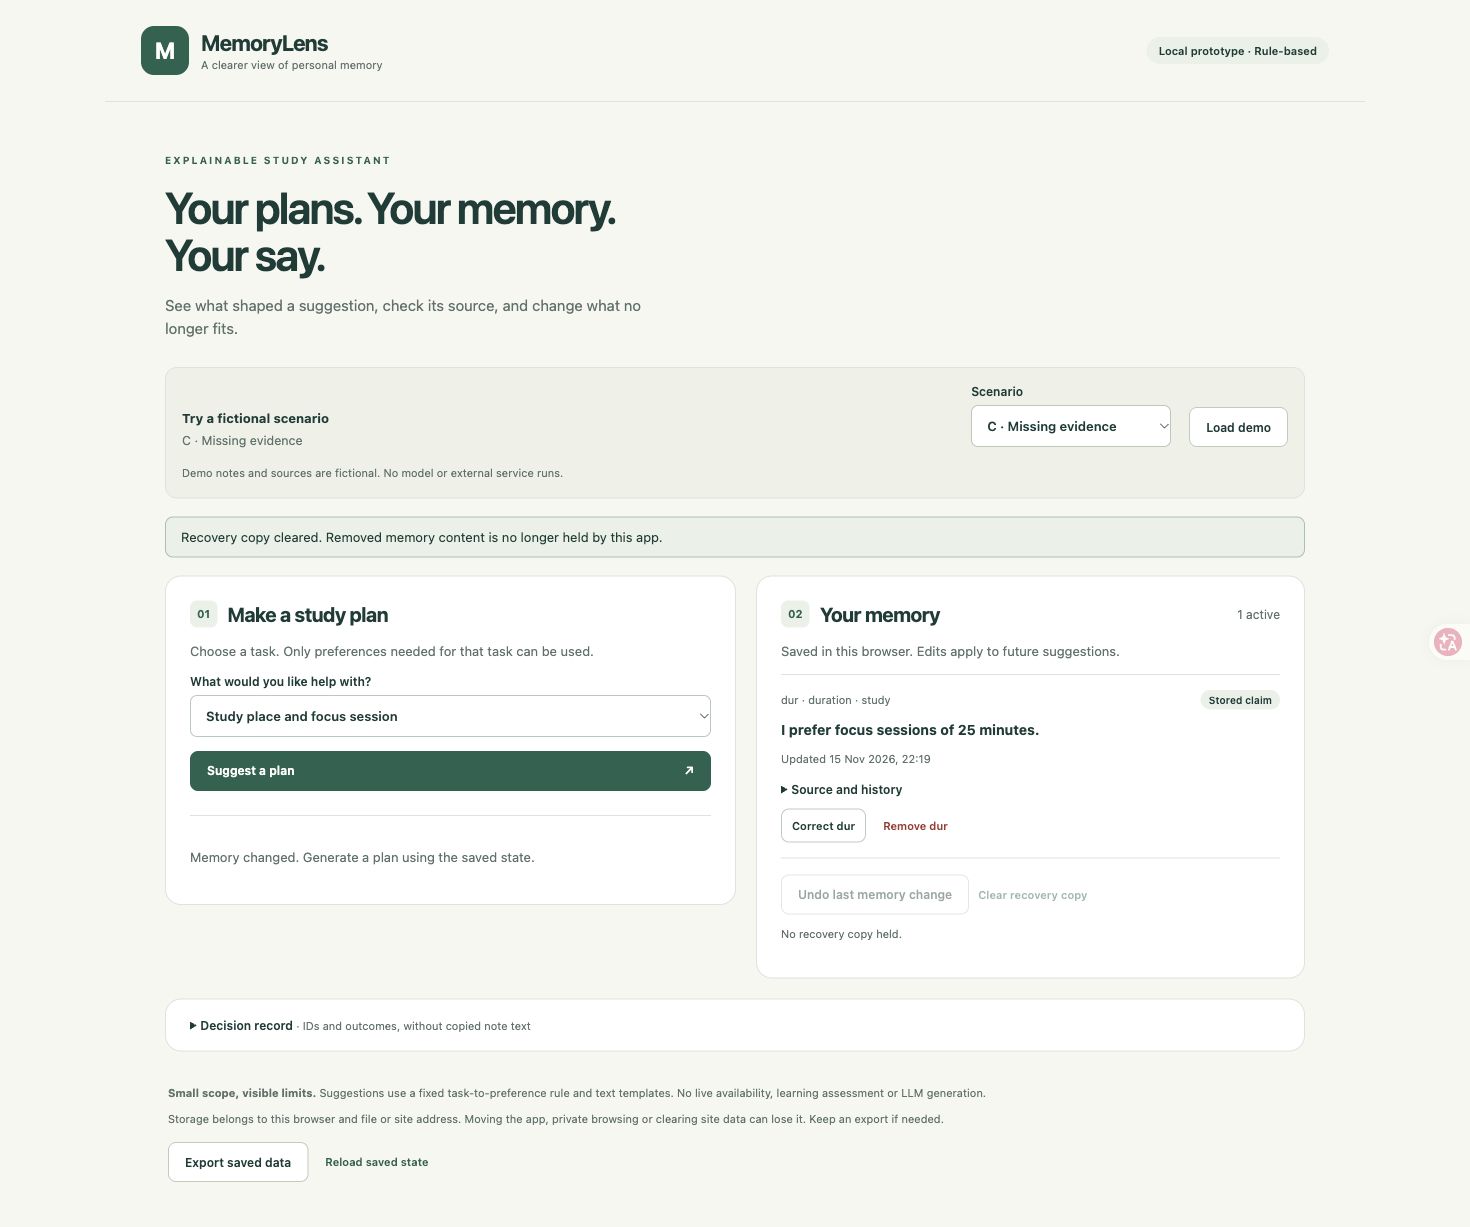 M
MemoryLens
A clearer view of personal memory
Local prototype · Rule-based
EXPLAINABLE STUDY ASSISTANT
Your plans. Your memory.
Your say.
See what shaped a suggestion, check its source, and change what no
longer fits.
Try a fictional scenario
C · Missing evidence
Demo notes and sources are fictional. No model or external service runs.
Scenario
C · Missing evidence
Load demo
Recovery copy cleared. Removed memory content is no longer held by this app.
01 Make a study plan
Choose a task. Only preferences needed for that task can be used.
What would you like help with?
Study place and focus session
Suggest a plan
Memory changed. Generate a plan using the saved state.
02 Your memory
1 active
Saved in this browser. Edits apply to future suggestions.
dur · duration · study
Stored claim
I prefer focus sessions of 25 minutes.
Updated 15 Nov 2026, 22:19
Source and history
Correct dur
Remove dur
Undo last memory change
Clear recovery copy
No recovery copy held.
Decision record · IDs and outcomes, without copied note text
Small scope, visible limits. Suggestions use a fixed task-to-preference rule and text templates. No live availability, learning assessment or LLM generation.
Storage belongs to this browser and file or site address. Moving the app, private browsing or clearing site data can lose it. Keep an export if needed.
Export saved data
Reload saved state